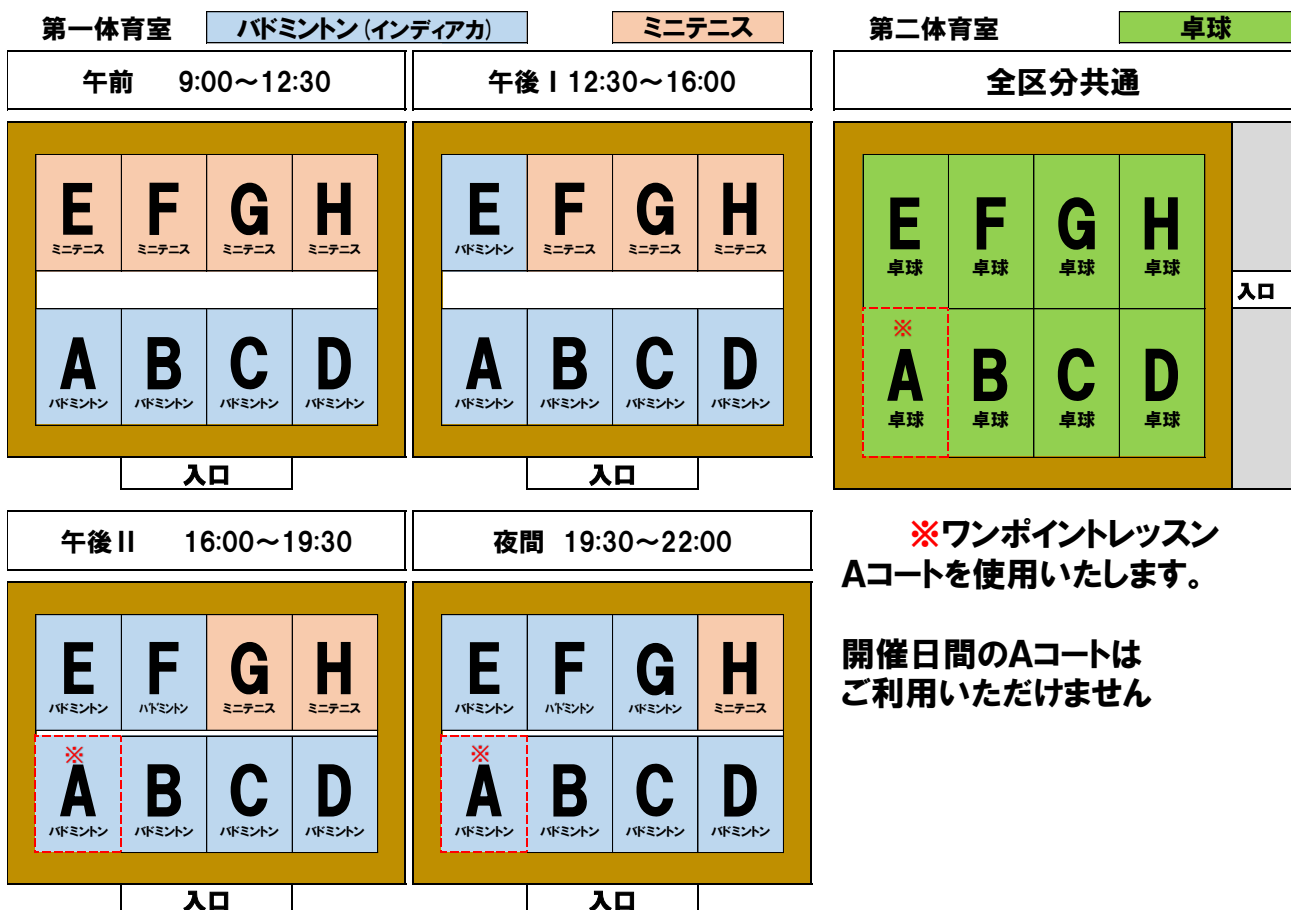 第一体育室 バドミントン (インディアカ) ミニテニス 第二体育室 卓球
午前 9:00～12:30
午後Ⅰ 12:30～16:00
全区分共通
E F G H
ミニテニス ミニテニス ミニテニス ミニテニス
A B C D
バドミントン バドミントン バドミントン バドミントン
入口
E F G H
バドミントン ミニテニス ミニテニス ミニテニス
A B C D
バドミントン バドミントン バドミントン バドミントン
入口
E F G H
卓球 卓球 卓球 卓球
入口
※
A B C D
卓球 卓球 卓球 卓球
午後Ⅱ 16:00～19:30
夜間 19:30～22:00
※ワンポイントレッスン
Aコートを使用いたします。
開催日間のAコートは
ご利用いただけません
E F G H
バドミントン バドミントン ミニテニス ミニテニス
※
A B C D
バドミントン バドミントン バドミントン バドミントン
入口
E F G H
バドミントン バドミントン バドミントン ミニテニス
※
A B C D
バドミントン バドミントン バドミントン バドミントン
入口